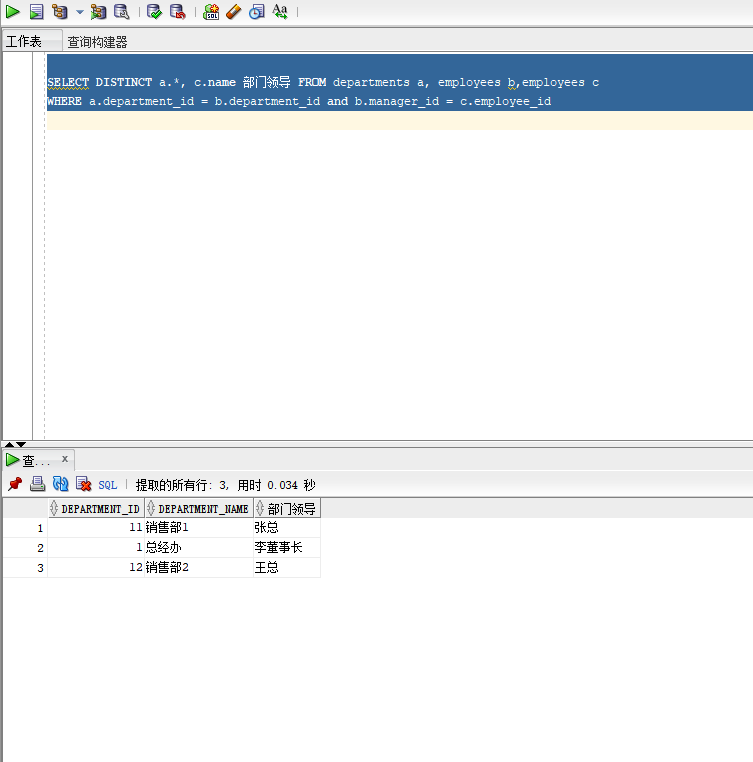 SQL
Aa
工作表 查询构建器
SELECT DISTINCT a.*, c.name 部门领导 FROM departments a, employees b,employees c
WHERE a.department_id = b.department_id and b.manager_id = c.employee_id
查... x
SQL 提取的所有行: 3, 用时 0.034 秒
DEPARTMENT_ID DEPARTMENT_NAME 部门领导
1 11 销售部1 张总
2 1 总经办 李董事长
3 12 销售部2 王总